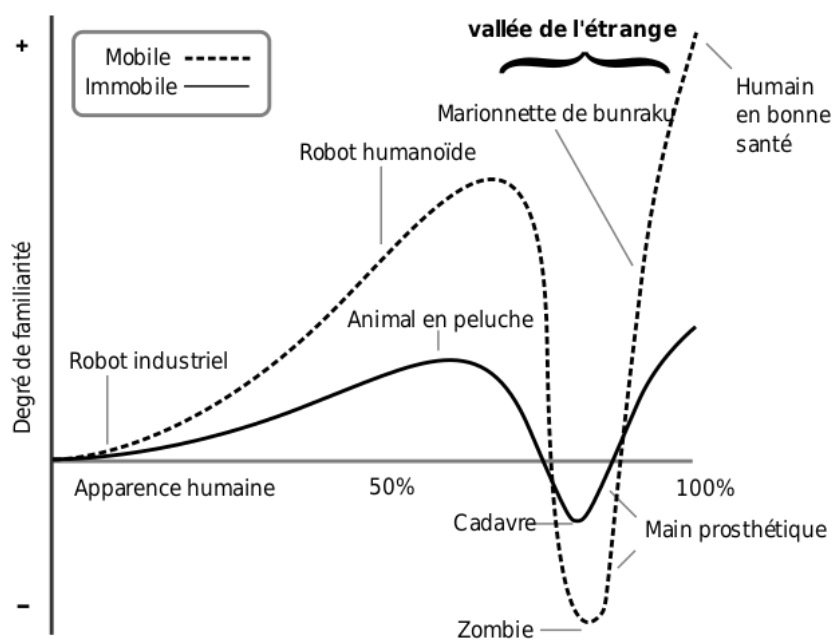 vallée de l'étrange
+
Mobile
Immobile
Marionnette de bunraku
Humain
en bonne
santé
Robot humanoïde
Animal en peluche
Robot industriel
Degré de familiarité
Apparence humaine
50%
100%
Cadavre
Main prosthétique
–
Zombie